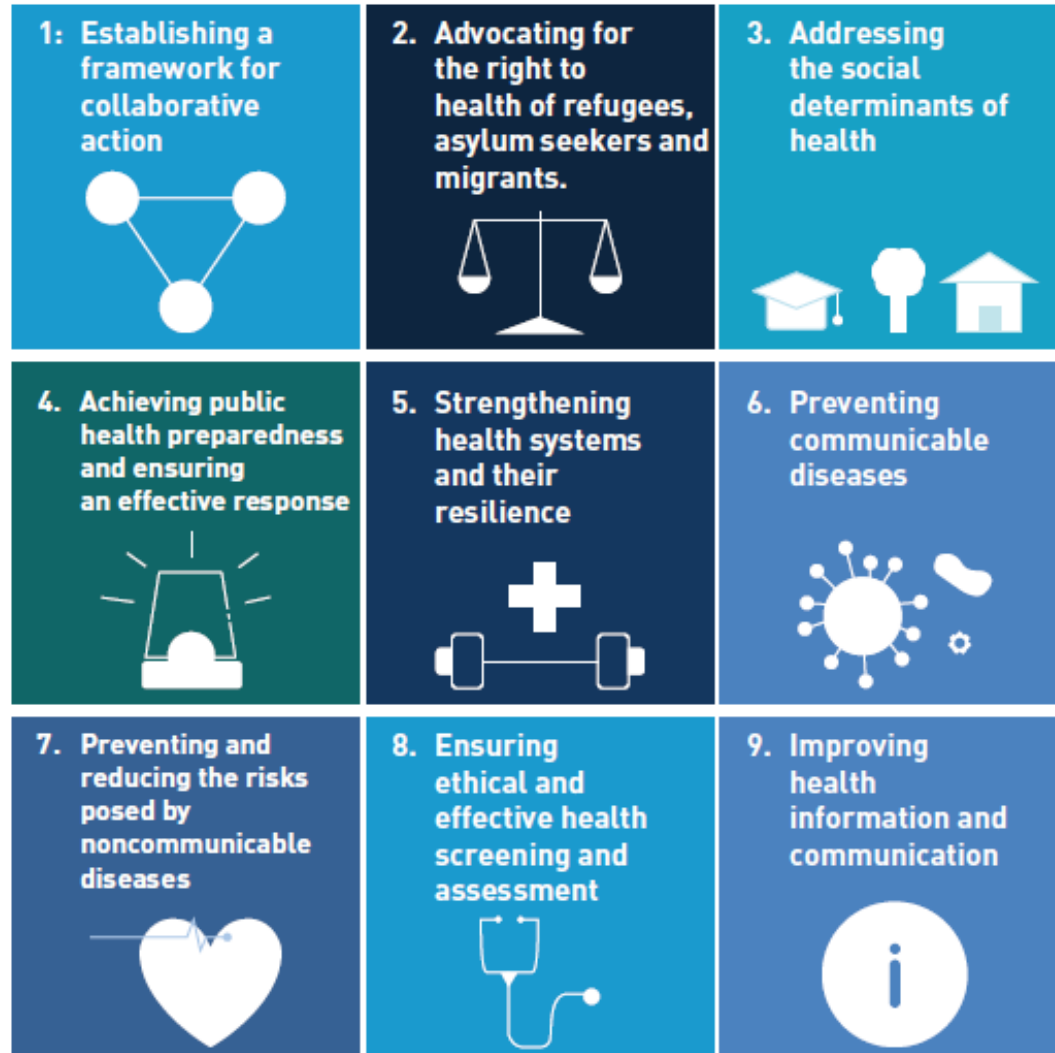 1: Establishing a
framework for
collaborative
action
2. Advocating for
the right to
health of refugees,
asylum seekers and
migrants.
3. Addressing
the social
determinants of
health
4. Achieving public
health preparedness
and ensuring
an effective response
5. Strengthening
health systems
and their
resilience
6. Preventing
communicable
diseases
7. Preventing and
reducing the risks
posed by
noncommunicable
diseases
8. Ensuring
ethical and
effective health
screening and
assessment
9. Improving
health
information and
communication
i